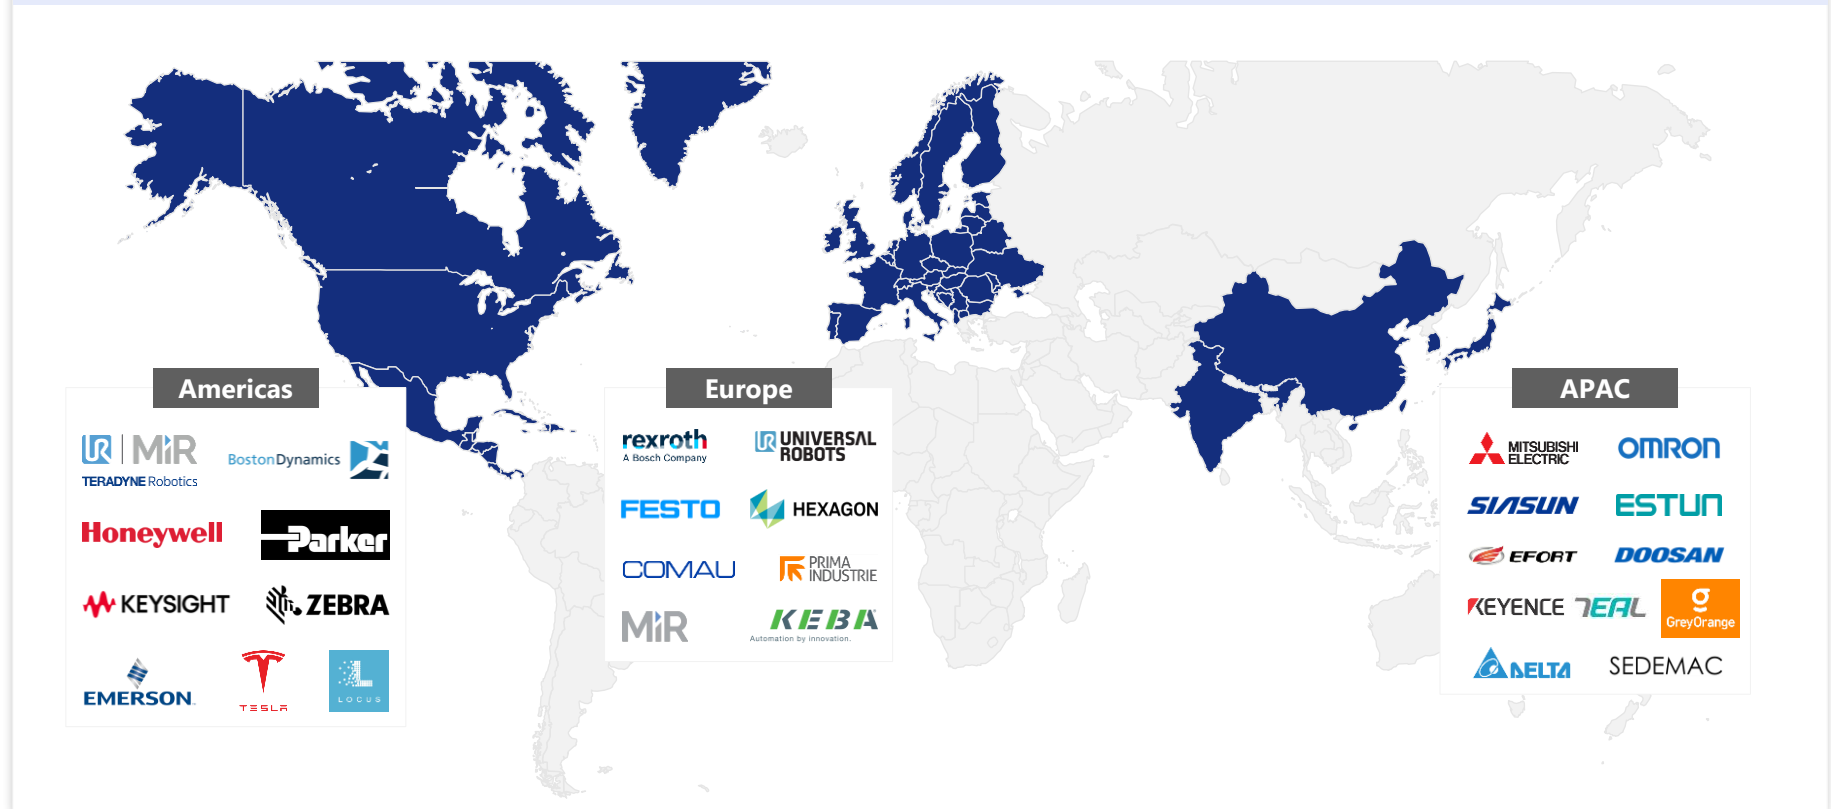 Americas
UR MiR
TERADYNE Robotics
BostonDynamics
Honeywell
Parker
KEYSIGHT
ZEBRA
EMERSON
TESLA
L
LOCUS
Europe
rexroth
A Bosch Company
UR UNIVERSAL
ROBOTS
FESTO
HEXAGON
COMAU
PRIMA
INDUSTRIE
MiR
KEBA
Automation by innovation.
APAC
MITSUBISHI
ELECTRIC
OMRON
SIASUN
ESTUN
EFORT
DOOSAN
KEYENCE
TEAL
g
GreyOrange
DELTA
SEDEMAC